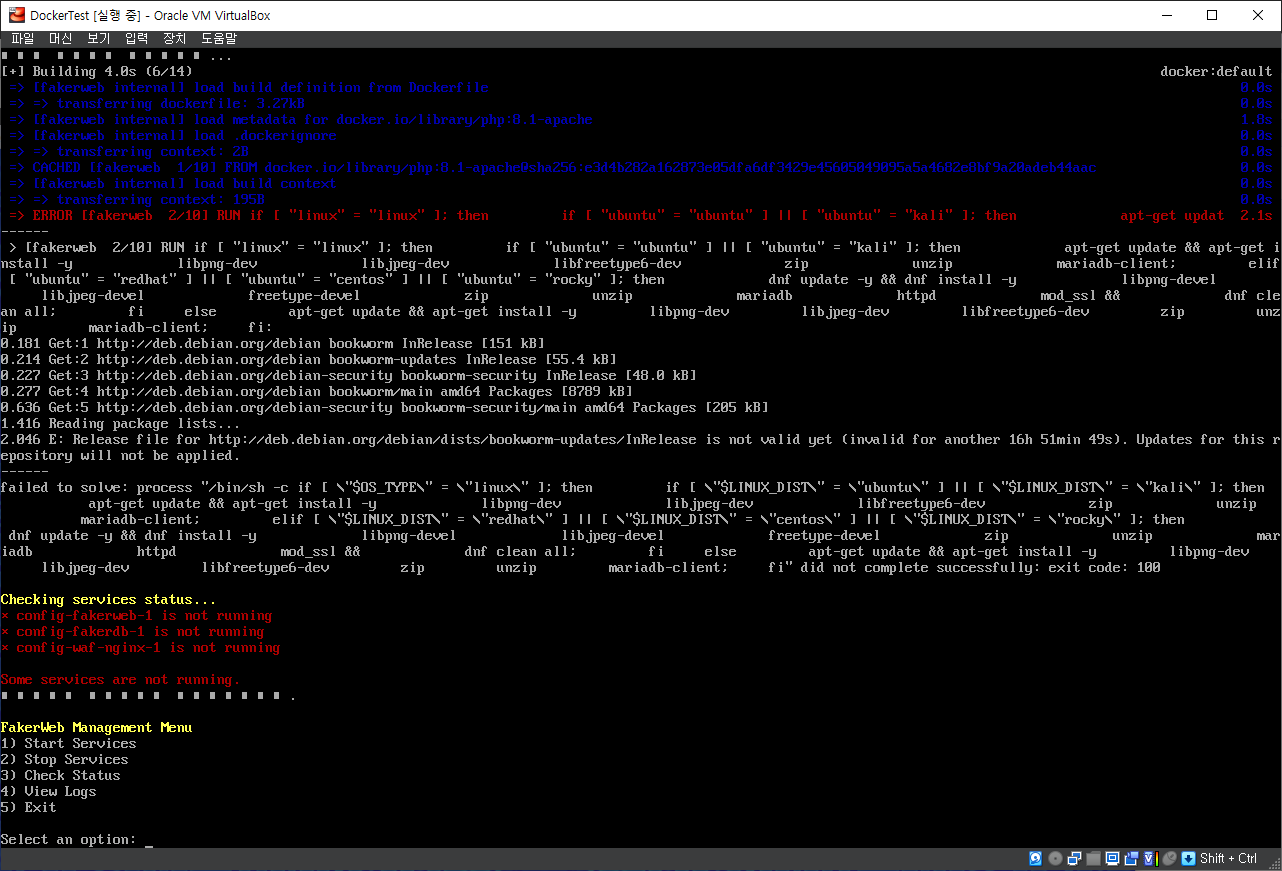 DockerTest [실행 중] - Oracle VM VirtualBox
파일 머신 보기 입력 장치 도움말
...
[+] Building 4.0s (6/14) docker:default
=> [fakerweb internal] load build definition from Dockerfile 0.0s
=> => transferring dockerfile: 3.27kB 0.0s
=> [fakerweb internal] load metadata for docker.io/library/php:8.1-apache 1.8s
=> [fakerweb internal] load .dockerignore 0.0s
=> => transferring context: 2B 0.0s
=> CACHED [fakerweb 1/10] FROM docker.io/library/php:8.1-apache@sha256: 0.0s
=> [fakerweb internal] load build context 0.0s
=> => transferring context: 195B 0.0s
=> ERROR [fakerweb 2/10] RUN if [ "linux" = "linux" ]; then if [ "ubuntu" = "ubuntu" ] || [ "ubuntu" = "kali" ]; then apt-get updat 2.1s
------
> [fakerweb 2/10] RUN if [ "linux" = "linux" ]; then if [ "ubuntu" = "ubuntu" ] || [ "ubuntu" = "kali" ]; then apt-get update && apt-get i
nstall -y libpng-dev libjpeg-dev libfreetype6-dev zip unzip mariadb-client; elif
[ "ubuntu" = "redhat" ] || [ "ubuntu" = "centos" ] || [ "ubuntu" = "rocky" ]; then dnf update -y && dnf install -y libpng-devel
libjpeg-devel freetype-devel zip unzip mariadb httpd mod_ssl && dnf cle
an all; fi else apt-get update && apt-get install -y libpng-dev libjpeg-dev libfreetype6-dev zip unz
ip mariadb-client; fi:
0.181 Get:1 http://deb.debian.org/debian bookworm InRelease [151 kB]
0.214 Get:2 http://deb.debian.org/debian bookworm-updates InRelease [55.4 kB]
0.227 Get:3 http://deb.debian.org/debian-security bookworm-security InRelease [48.0 kB]
0.277 Get:4 http://deb.debian.org/debian bookworm/main amd64 Packages [8789 kB]
0.636 Get:5 http://deb.debian.org/debian-security bookworm-security/main amd64 Packages [205 kB]
1.416 Reading package lists...
2.046 E: Release file for http://deb.debian.org/debian/dists/bookworm-updates/InRelease is not valid yet (invalid for another 16h 51min 49s). Updates for this r
epository will not be applied.
------
failed to solve: process "/bin/sh -c if [ \"$OS_TYPE\" = \"linux\" ]; then if [ \"$LINUX_DIST\" = \"ubuntu\" ] || [ \"$LINUX_DIST\" = \"kali\" ]; then
apt-get update && apt-get install -y libpng-dev libjpeg-dev libfreetype6-dev zip unzip
mariadb-client; elif [ \"$LINUX_DIST\" = \"redhat\" ] || [ \"$LINUX_DIST\" = \"centos\" ] || [ \"$LINUX_DIST\" = \"rocky\" ]; then
dnf update -y && dnf install -y libpng-devel libjpeg-devel freetype-devel zip unzip mar
iadb httpd mod_ssl && dnf clean all; fi else apt-get update && apt-get install -y libpng-dev
libjpeg-dev libfreetype6-dev zip unzip mariadb-client; fi" did not complete successfully: exit code: 100
Checking services status...
× config-fakerweb-1 is not running
× config-fakerdb-1 is not running
× config-waf-nginx-1 is not running
Some services are not running.
.
FakerWeb Management Menu
1) Start Services
2) Stop Services
3) Check Status
4) View Logs
5) Exit
Select an option: _
Shift + Ctrl